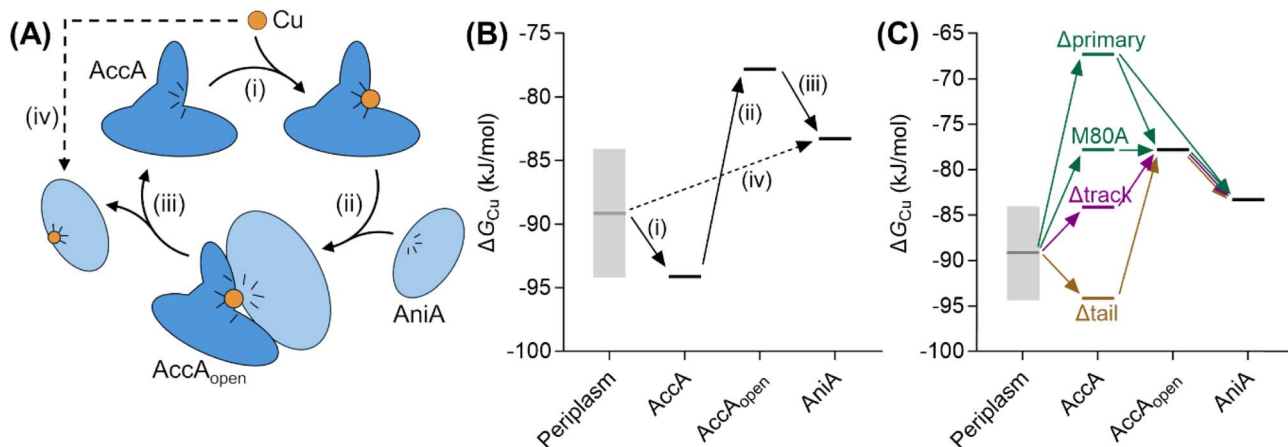 (A)
Cu
AccA
(i)
(iv)
(iii)
(ii)
AniA
AccAopen
(B)
ΔGCu (kJ/mol)
-75
-80
-85
-90
-95
-100
(i)
(ii)
(iii)
(iv)
Periplasm
AccA
AccAopen
AniA
(C)
ΔGCu (kJ/mol)
-65
-70
-75
-80
-85
-90
-95
-100
Δprimary
M80A
Δtrack
Δtail
Periplasm
AccA
AccAopen
AniA